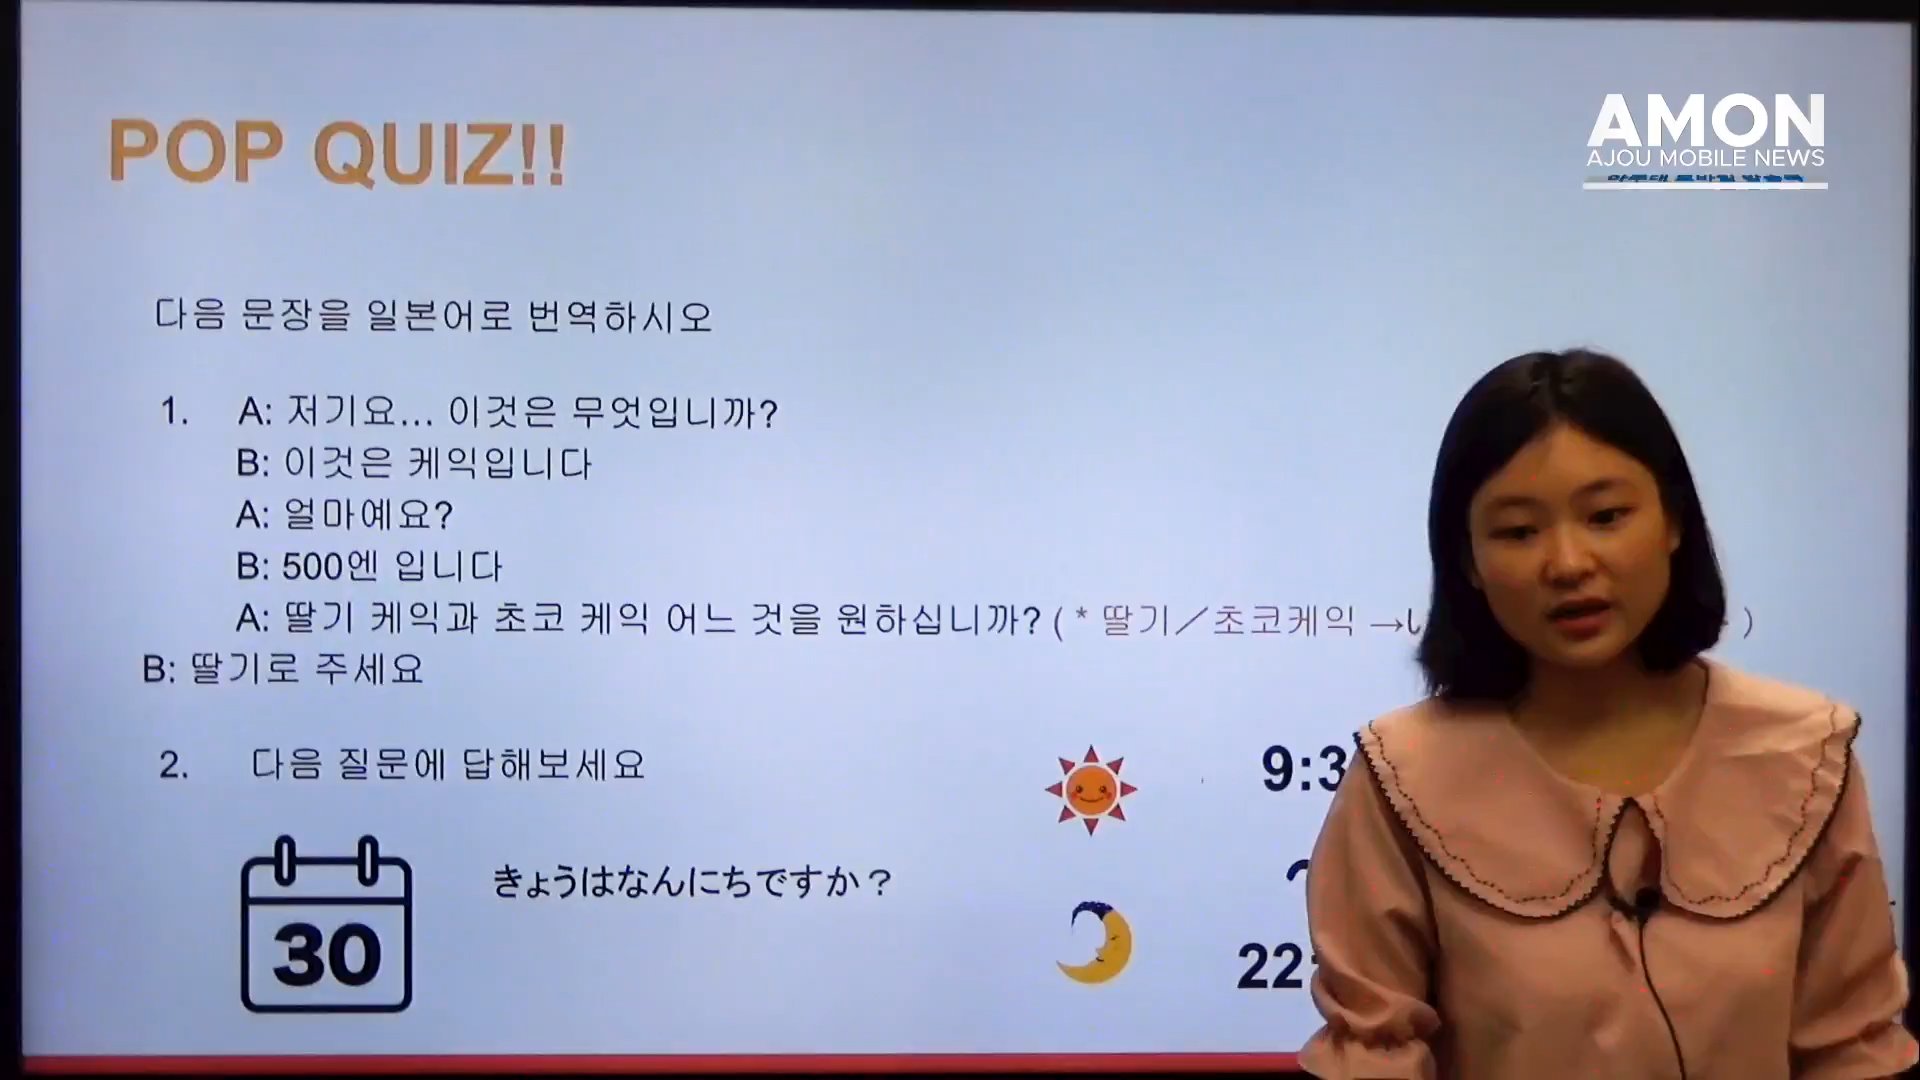 POP QUIZ!!
AMON
AJOU MOBILE NEWS
다음 문장을 일본어로 번역하시오
1. A: 저기요... 이것은 무엇입니까?
B: 이것은 케익입니다
A: 얼마예요?
B: 500엔 입니다
A: 딸기 케익과 초코 케익 어느 것을 원하십니까? ( * 딸기／초코케익 → )
B: 딸기로 주세요
2. 다음 질문에 답해보세요
30
きょうはなんにちですか？
9:3
22: